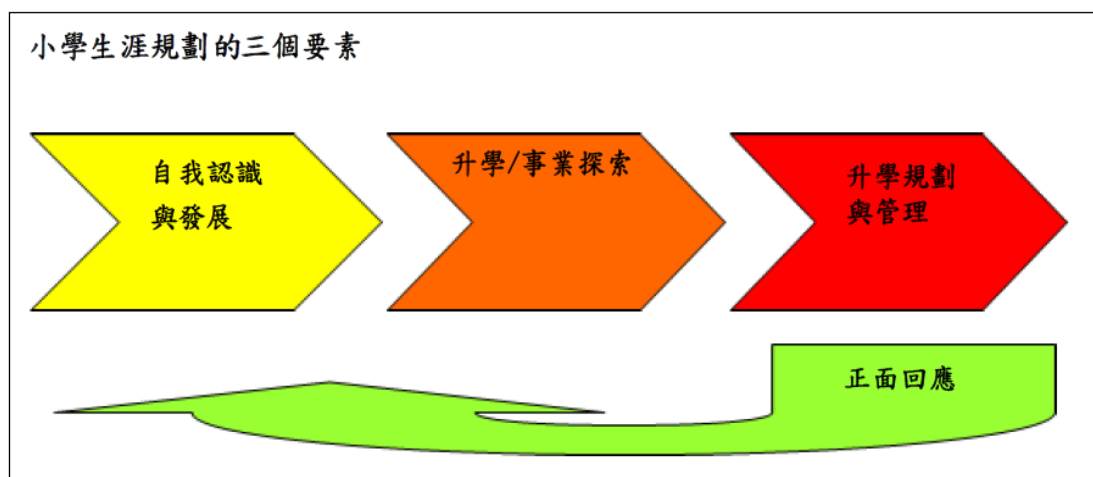 小學生涯規劃的三個要素
自我認識
與發展
升學/事業探索
升學規劃
與管理
正面回應